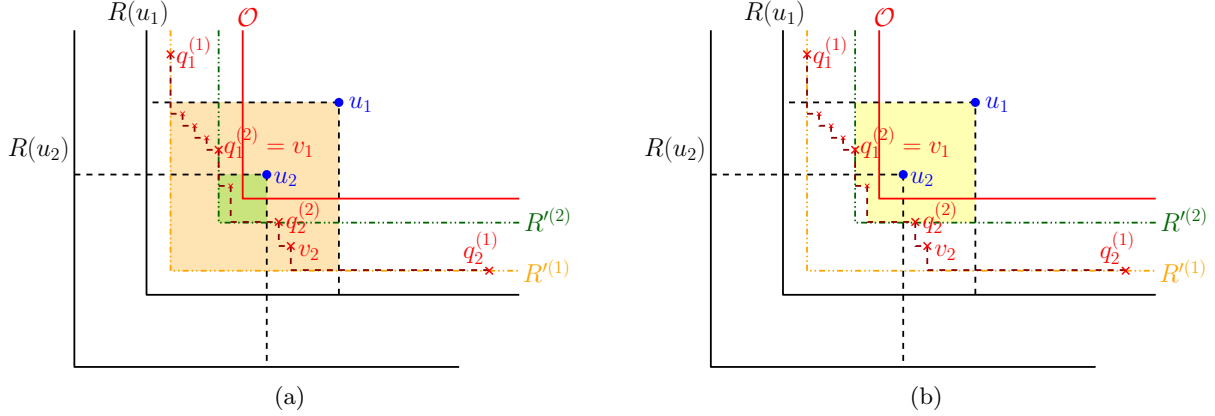 R(u₁)
𝒪
q₁⁽¹⁾
u₁
R(u₂)
q₁⁽²⁾ = v₁
u₂
q₂⁽²⁾
R′⁽²⁾
v₂
q₂⁽¹⁾
R′⁽¹⁾
(a)
R(u₁)
𝒪
q₁⁽¹⁾
u₁
R(u₂)
q₁⁽²⁾ = v₁
u₂
q₂⁽²⁾
R′⁽²⁾
v₂
q₂⁽¹⁾
R′⁽¹⁾
(b)